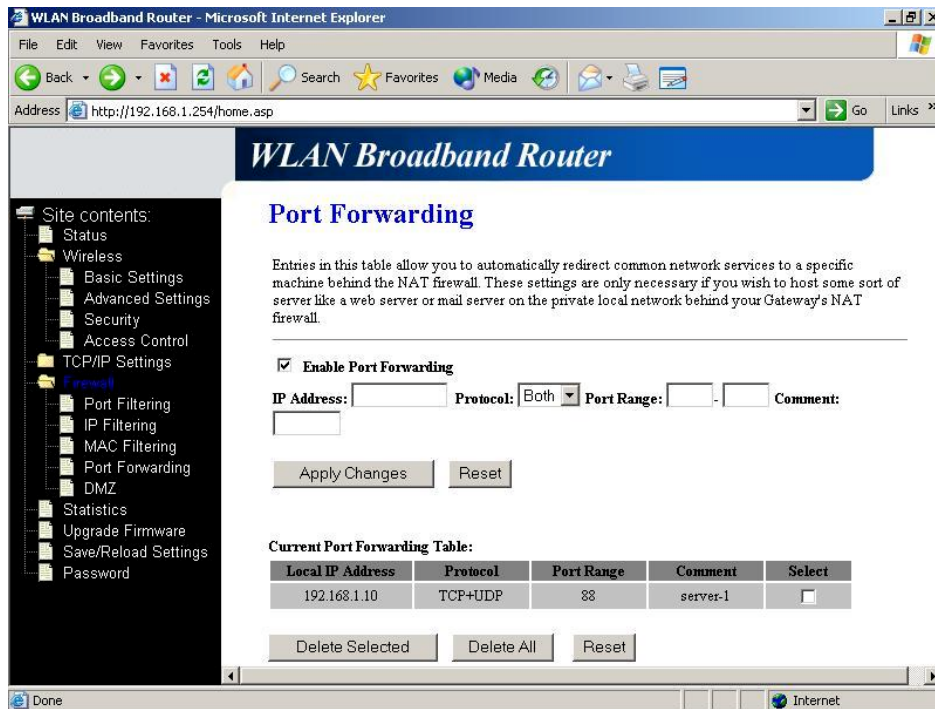 WLAN Broadband Router - Microsoft Internet Explorer
File Edit View Favorites Tools Help
Back Search Favorites Media
Address http://192.168.1.254/home.asp Go Links »
WLAN Broadband Router
Site contents:
Status
Wireless
Basic Settings
Advanced Settings
Security
Access Control
TCP/IP Settings
Firewall
Port Filtering
IP Filtering
MAC Filtering
Port Forwarding
DMZ
Statistics
Upgrade Firmware
Save/Reload Settings
Password
Port Forwarding
Entries in this table allow you to automatically redirect common network services to a specific
machine behind the NAT firewall. These settings are only necessary if you wish to host some sort of
server like a web server or mail server on the private local network behind your Gateway's NAT
firewall.
Enable Port Forwarding
IP Address: Protocol: Both Port Range: - Comment:
Apply Changes Reset
Current Port Forwarding Table:
Local IP Address Protocol Port Range Comment Select
192.168.1.10 TCP+UDP 88 server-1
Delete Selected Delete All Reset
Done Internet